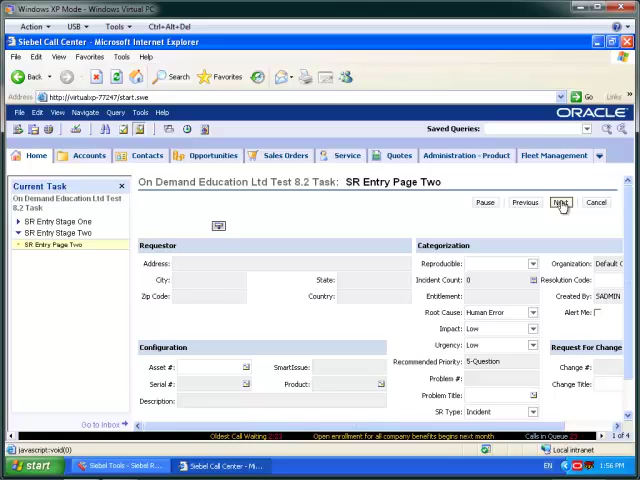 Windows XP Mode - Windows Virtual PC
Action USB Tools Ctrl+Alt+Del
Siebel Call Center - Microsoft Internet Explorer
File Edit View Favorites Tools Help
Back Search Favorites
Address http://virtualxp-77247/start.swe Go Links
File Edit View Navigate Query Tools Help ORACLE
Saved Queries:
Home Accounts Contacts Opportunities Sales Orders Service Quotes Administration - Product Fleet Management
Current Task
On Demand Education Ltd Test 8.2 Task: SR Entry Page Two
On Demand Education Ltd Test
8.2 Task
SR Entry Stage One
SR Entry Stage Two
SR Entry Page Two
Pause Previous Next Cancel
Requestor Categorization
Address: Reproducible: Organization: Default C
City: State: Incident Count: 0 Resolution Code:
Zip Code: Country: Entitlement: Created By: SADMIN
Root Cause: Human Error Alert Me:
Impact: Low
Configuration Urgency: Low Request For Change
Asset #: SmartIssue: Recommended Priority: 5-Question Change #:
Serial #: Product: Problem #: Change Title:
Description: Problem Title:
SR Type: Incident
Go to Inbox
Oldest Call Waiting 2:23 Open enrollment for all company benefits begins next month Calls in Queue 23 1 of 4
javascript:void(0) Local intranet
start Siebel Tools - Siebel R... Siebel Call Center - Mi... EN 1:56 PM